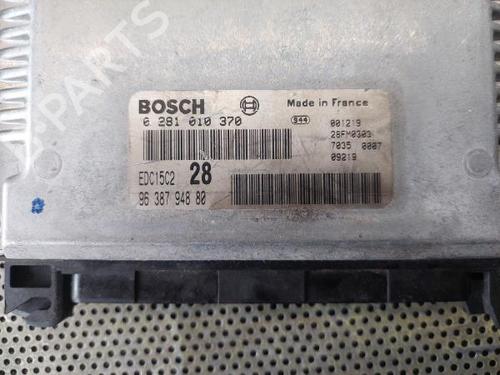 B PARTS
BOSCH
Made in France
0 281 010 370
944
001219
28FM0303
7035 0007
09219
EDC15C2 28
96 387 948 80